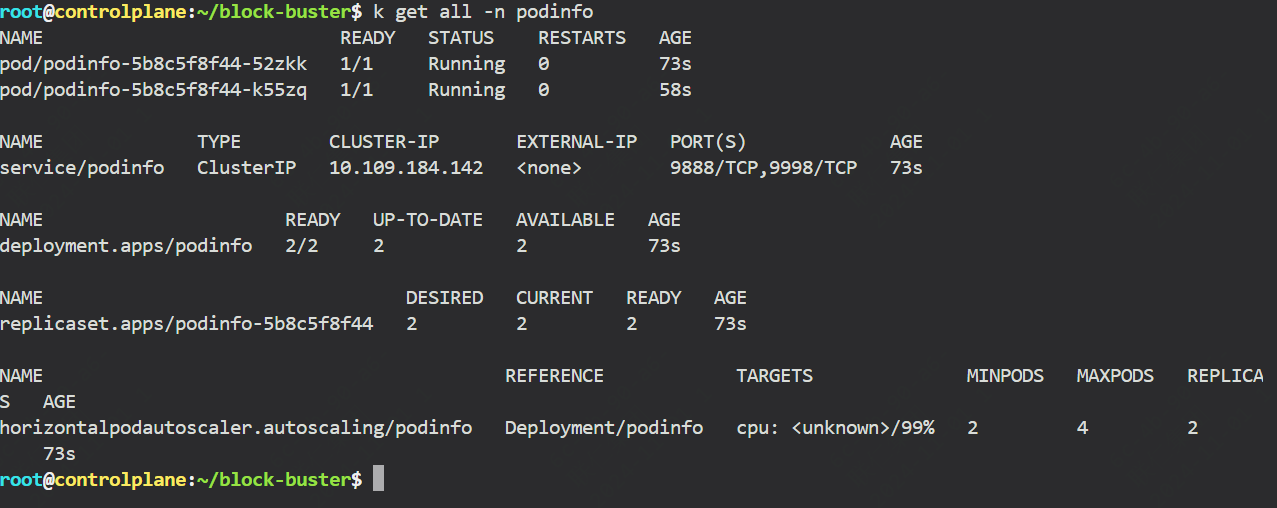 root@controlplane:~/block-buster$ k get all -n podinfo
NAME                           READY   STATUS    RESTARTS   AGE
pod/podinfo-5b8c5f8f44-52zkk   1/1     Running   0          73s
pod/podinfo-5b8c5f8f44-k55zq   1/1     Running   0          58s
NAME              TYPE        CLUSTER-IP       EXTERNAL-IP   PORT(S)             AGE
service/podinfo   ClusterIP   10.109.184.142   <none>        9888/TCP,9998/TCP   73s
NAME                      READY   UP-TO-DATE   AVAILABLE   AGE
deployment.apps/podinfo   2/2     2            2           73s
NAME                                 DESIRED   CURRENT   READY   AGE
replicaset.apps/podinfo-5b8c5f8f44   2         2         2       73s
NAME                                          REFERENCE            TARGETS              MINPODS   MAXPODS   REPLICA
S   AGE
horizontalpodautoscaler.autoscaling/podinfo   Deployment/podinfo   cpu: <unknown>/99%   2         4         2
    73s
root@controlplane:~/block-buster$